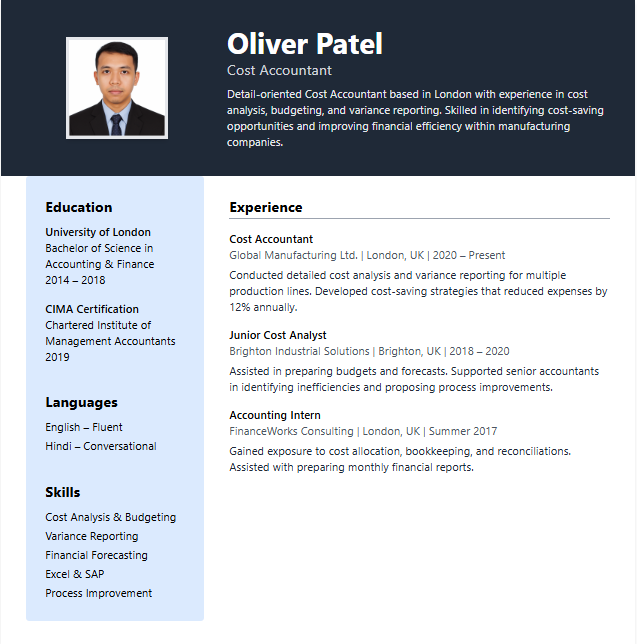 Oliver Patel
Cost Accountant
Detail-oriented Cost Accountant based in London with experience in cost
analysis, budgeting, and variance reporting. Skilled in identifying cost-saving
opportunities and improving financial efficiency within manufacturing
companies.
Education
University of London
Bachelor of Science in
Accounting & Finance
2014 – 2018
CIMA Certification
Chartered Institute of
Management Accountants
2019
Languages
English – Fluent
Hindi – Conversational
Skills
Cost Analysis & Budgeting
Variance Reporting
Financial Forecasting
Excel & SAP
Process Improvement
Experience
Cost Accountant
Global Manufacturing Ltd. | London, UK | 2020 – Present
Conducted detailed cost analysis and variance reporting for multiple
production lines. Developed cost-saving strategies that reduced expenses by
12% annually.
Junior Cost Analyst
Brighton Industrial Solutions | Brighton, UK | 2018 – 2020
Assisted in preparing budgets and forecasts. Supported senior accountants
in identifying inefficiencies and proposing process improvements.
Accounting Intern
FinanceWorks Consulting | London, UK | Summer 2017
Gained exposure to cost allocation, bookkeeping, and reconciliations.
Assisted with preparing monthly financial reports.